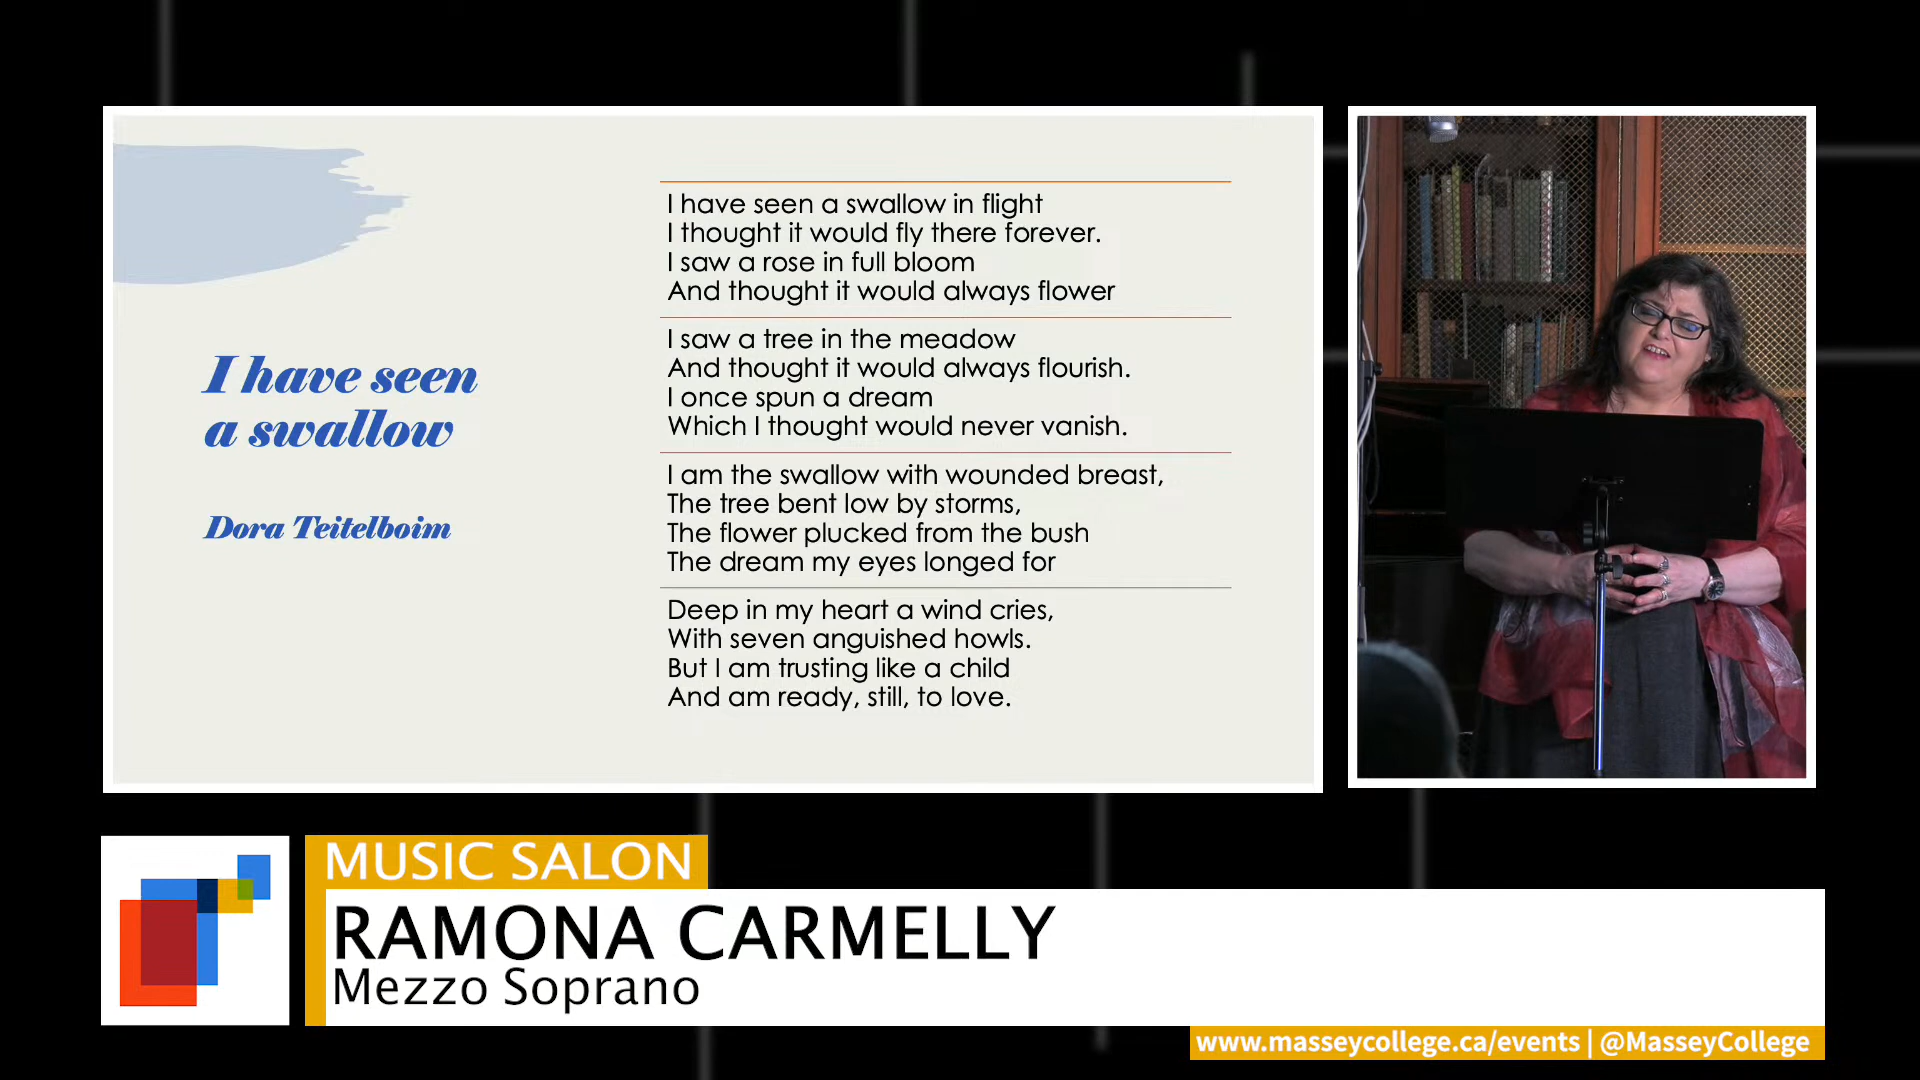 I have seen
a swallow
Dora Teitelboim
I have seen a swallow in flight
I thought it would fly there forever.
I saw a rose in full bloom
And thought it would always flower
I saw a tree in the meadow
And thought it would always flourish.
I once spun a dream
Which I thought would never vanish.
I am the swallow with wounded breast,
The tree bent low by storms,
The flower plucked from the bush
The dream my eyes longed for
Deep in my heart a wind cries,
With seven anguished howls.
But I am trusting like a child
And am ready, still, to love.
MUSIC SALON
RAMONA CARMELLY
Mezzo Soprano
www.masseycollege.ca/events | @MasseyCollege